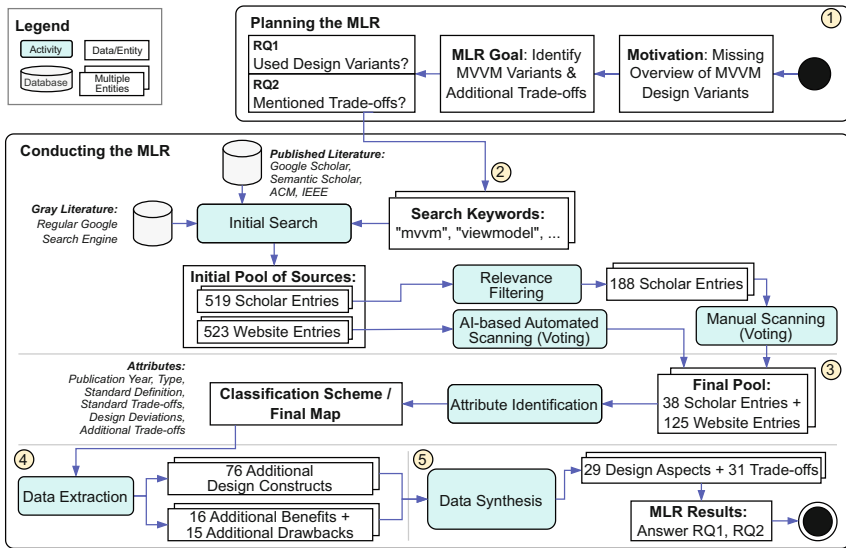 Legend
Activity
Data/Entity
Database
Multiple
Entities
Planning the MLR
1
RQ1
Used Design Variants?
RQ2
Mentioned Trade-offs?
MLR Goal: Identify
MVVM Variants &
Additional Trade-offs
Motivation: Missing
Overview of MVVM
Design Variants
Conducting the MLR
Published Literature:
Google Scholar,
Semantic Scholar,
ACM, IEEE
2
Gray Literature:
Regular Google
Search Engine
Initial Search
Search Keywords:
"mvvm", "viewmodel", ...
Initial Pool of Sources:
519 Scholar Entries
523 Website Entries
Relevance
Filtering
188 Scholar Entries
AI-based Automated
Scanning (Voting)
Manual Scanning
(Voting)
3
Attributes:
Publication Year, Type,
Standard Definition,
Standard Trade-offs,
Design Deviations,
Additional Trade-offs
Classification Scheme /
Final Map
Attribute Identification
Final Pool:
38 Scholar Entries +
125 Website Entries
4
Data Extraction
76 Additional
Design Constructs
16 Additional Benefits +
15 Additional Drawbacks
5
Data Synthesis
29 Design Aspects + 31 Trade-offs
MLR Results:
Answer RQ1, RQ2